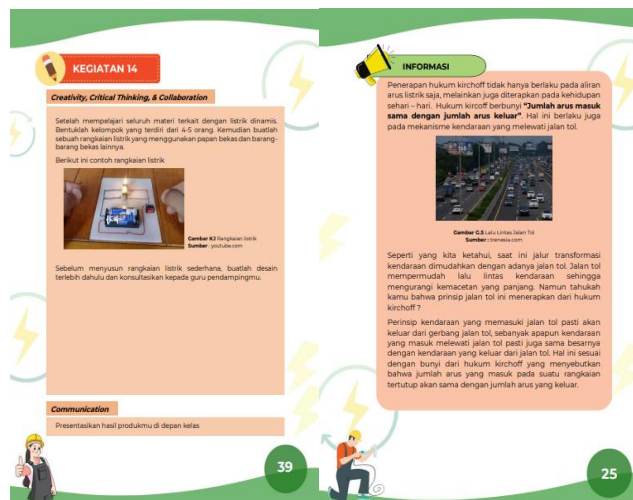 KEGIATAN 14
Creativity, Critical Thinking, & Collaboration
Setelah mempelajari seluruh materi terkait dengan listrik dinamis.
Bentuklah kelompok yang terdiri dari 4-5 orang. Kemudian buatlah
sebuah rangkaian listrik yang menggunakan papan bekas dan barang-
barang bekas lainnya.
Berikut ini contoh rangkaian listrik
Gambar K.1 Rangkaian listrik
Sumber : youtube.com
Sebelum menyusun rangkaian listrik sederhana, buatlah desain
terlebih dahulu dan konsultasikan kepada guru pendampingmu.
Communication
Presentasikan hasil produkmu di depan kelas
39
INFORMASI
Penerapan hukum kirchoff tidak hanya berlaku pada aliran
arus listrik saja, melainkan juga diterapkan pada kehidupan
sehari – hari. Hukum kircoff berbunyi "Jumlah arus masuk
sama dengan jumlah arus keluar". Hal ini berlaku juga
pada mekanisme kendaraan yang melewati jalan tol.
Gambar G.5 Lalu Lintas Jalan Tol
Sumber : trenasia.com
Seperti yang kita ketahui, saat ini jalur transformasi
kendaraan dimudahkan dengan adanya jalan tol. Jalan tol
mempermudah lalu lintas kendaraan sehingga
mengurangi kemacetan yang panjang. Namun tahukah
kamu bahwa prinsip jalan tol ini menerapkan dari hukum
kirchoff ?
Perinsip kendaraan yang memasuki jalan tol pasti akan
keluar dari gerbang jalan tol, sebanyak apapun kendaraan
yang masuk melewati jalan tol pasti juga sama besarnya
dengan kendaraan yang keluar dari jalan tol. Hal ini sesuai
dengan bunyi dari hukum kirchoff yang menyebutkan
bahwa jumlah arus yang masuk pada suatu rangkaian
tertutup akan sama dengan jumlah arus yang keluar.
25